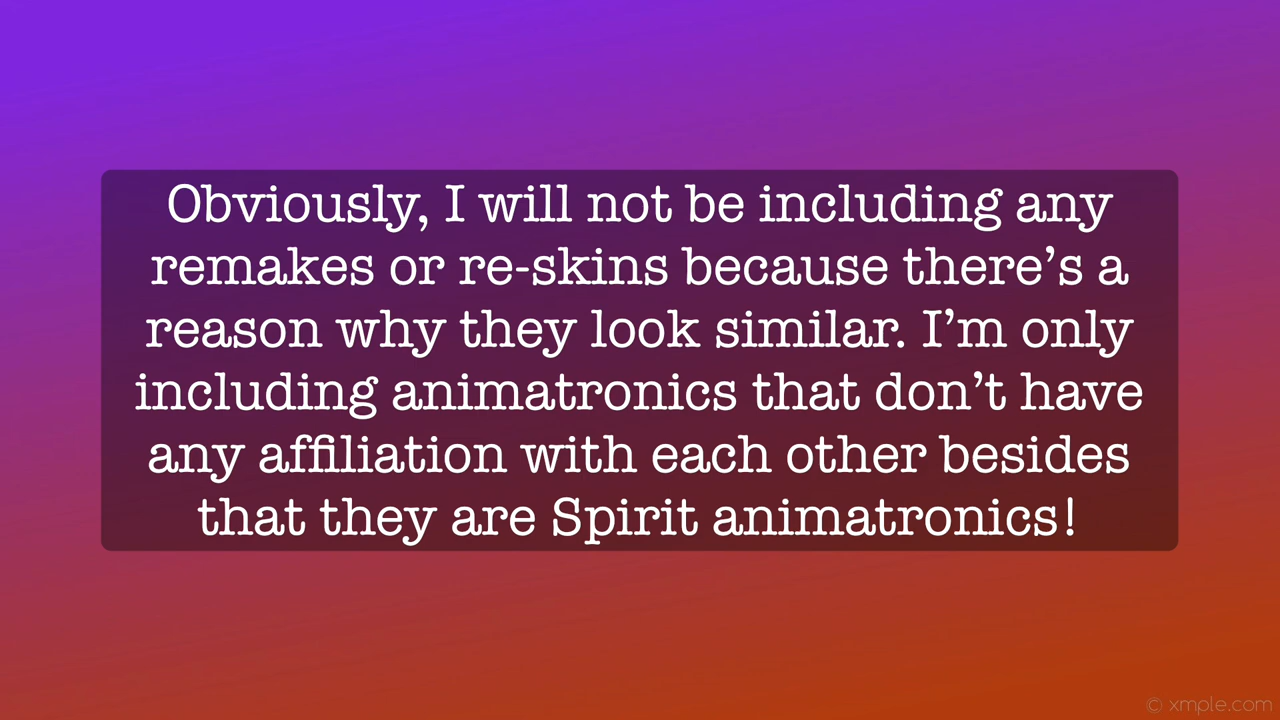 Obviously, I will not be including any
remakes or re-skins because there’s a
reason why they look similar. I’m only
including animatronics that don’t have
any affiliation with each other besides
that they are Spirit animatronics!
© xmple.com